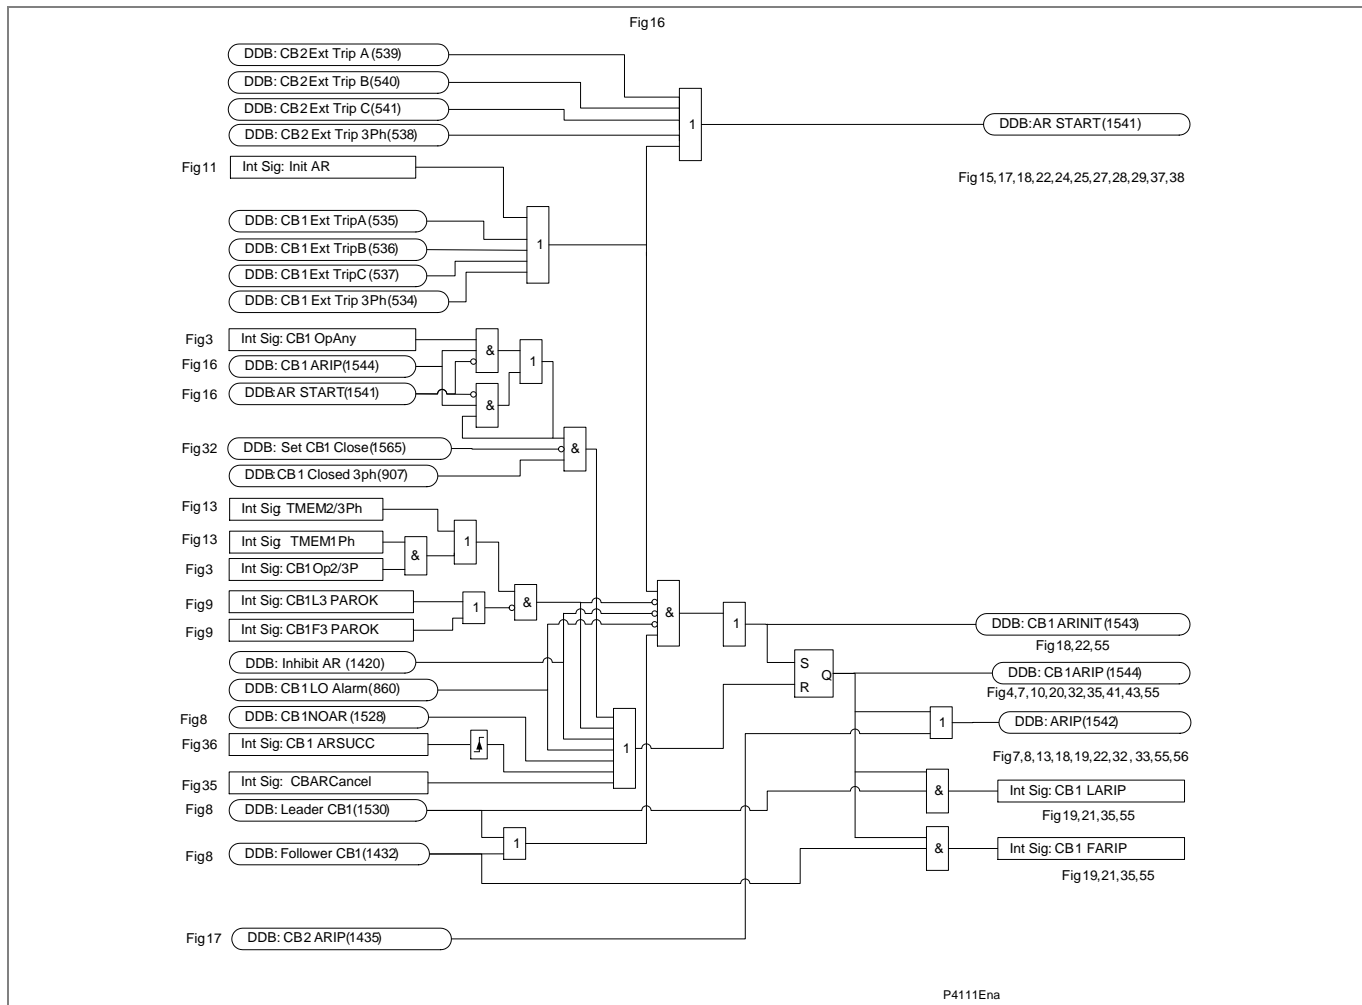 Fig16
DDB: CB2 Ext Trip A (539)
DDB: CB2 Ext Trip B(540)
DDB: CB2 Ext Trip C(541)
DDB: CB2 Ext Trip 3Ph(538)
1
DDB:AR START(1541)
Fig11
Int Sig: Init AR
Fig15,17,18,22,24,25,27,28,29,37,38
DDB: CB1 Ext TripA(535)
DDB: CB1 Ext TripB(536)
DDB: CB1 Ext TripC(537)
DDB: CB1 Ext Trip 3Ph(534)
1
Fig3
Int Sig: CB1 OpAny
Fig16
DDB: CB1 ARIP(1544)
Fig16
DDB:AR START(1541)
&
1
&
Fig32
DDB: Set CB1 Close(1565)
DDB:CB1 Closed 3ph(907)
&
Fig13
Int Sig: TMEM2/3Ph
Fig13
Int Sig: TMEM1Ph
Fig3
Int Sig: CB1Op2/3P
&
1
Fig9
Int Sig: CB1L3 PAROK
Fig9
Int Sig: CB1F3 PAROK
1
&
&
1
DDB: CB1 ARINIT(1543)
Fig18,22,55
DDB: Inhibit AR (1420)
DDB: CB1 LO Alarm(860)
S
R
Q
DDB: CB1ARIP(1544)
Fig4,7,10,20,32,35,41,43,55
Fig8
DDB: CB1NOAR (1528)
Fig36
Int Sig: CB1 ARSUCC
Fig35
Int Sig: CBARCancel
1
1
DDB: ARIP(1542)
Fig7,8,13,18,19,22,32 , 33,55,56
Fig8
DDB: Leader CB1(1530)
Fig8
DDB: Follower CB1(1432)
1
&
Int Sig: CB1 LARIP
Fig19,21,35,55
&
Int Sig: CB1 FARIP
Fig19,21,35,55
Fig17
DDB: CB2 ARIP(1435)
P4111Ena